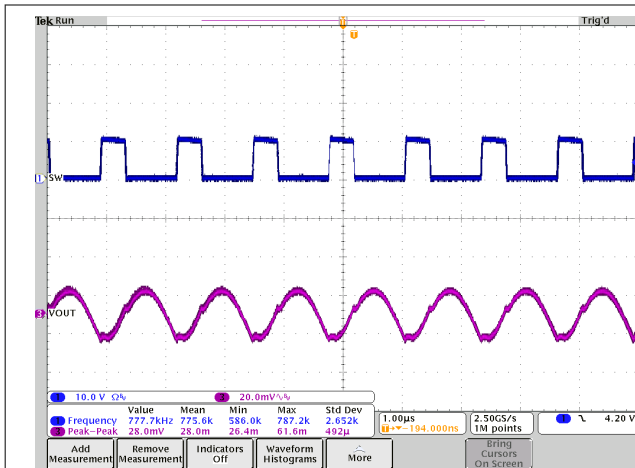 Tek Run Trig'd
T
1 SW
3 VOUT
1 10.0 V Ω 3 20.0mV
Value Mean Min Max Std Dev
1 Frequency 777.7kHz 775.6k 586.0k 787.2k 2.652k
3 Peak-Peak 28.0mV 28.0m 26.4m 61.6m 492µ
1.00µs
T→▼−194.000ns
2.50GS/s
1M points
1 4.20 V
Add Measurement
Remove Measurement
Indicators Off
Waveform Histograms
More
Bring Cursors On Screen